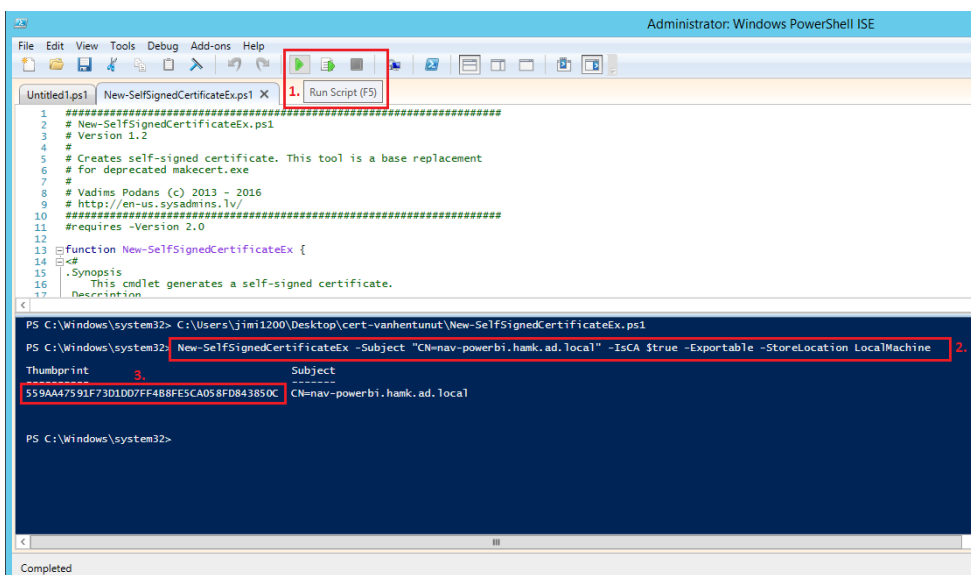 Administrator: Windows PowerShell ISE
File Edit View Tools Debug Add-ons Help
Untitled1.ps1 New-SelfSignedCertificateEx.ps1 X
1. Run Script (F5)
1 #####################################################################
2 # New-SelfSignedCertificateEx.ps1
3 # Version 1.2
4 #
5 # Creates self-signed certificate. This tool is a base replacement
6 # for deprecated makecert.exe
7 #
8 # Vadims Podans (c) 2013 - 2016
9 # http://en-us.sysadmins.lv/
10 #####################################################################
11 #requires -Version 2.0
12
13 function New-SelfSignedCertificateEx {
14 <#
15 .Synopsis
16 This cmdlet generates a self-signed certificate.
17 Description
PS C:\Windows\system32> C:\Users\jimi1200\Desktop\cert-vanhentunut\New-SelfSignedCertificateEx.ps1
PS C:\Windows\system32> New-SelfSignedCertificateEx -Subject "CN=nav-powerbi.hamk.ad.local" -IsCA $true -Exportable -StoreLocation LocalMachine 2.
Thumbprint Subject
---------- -------
3.
559AA47591F73D1DD7FF4B8FE5CA058FD843850C CN=nav-powerbi.hamk.ad.local
PS C:\Windows\system32>
Completed